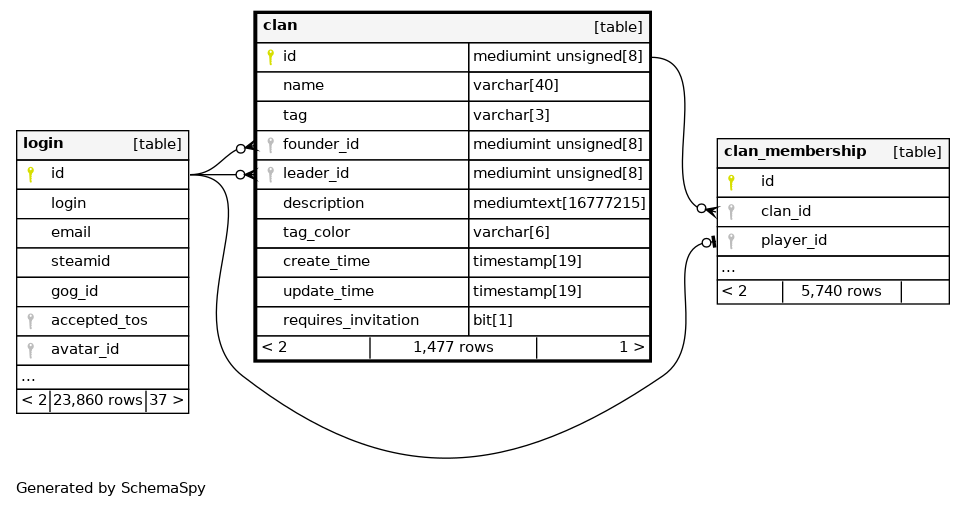 clan [table]
id mediumint unsigned[8]
name varchar[40]
tag varchar[3]
founder_id mediumint unsigned[8]
leader_id mediumint unsigned[8]
description mediumtext[16777215]
tag_color varchar[6]
create_time timestamp[19]
update_time timestamp[19]
requires_invitation bit[1]
< 2 1,477 rows 1 >
login [table]
id
login
email
steamid
gog_id
accepted_tos
avatar_id
...
< 2 23,860 rows 37 >
clan_membership [table]
id
clan_id
player_id
...
< 2 5,740 rows
Generated by SchemaSpy